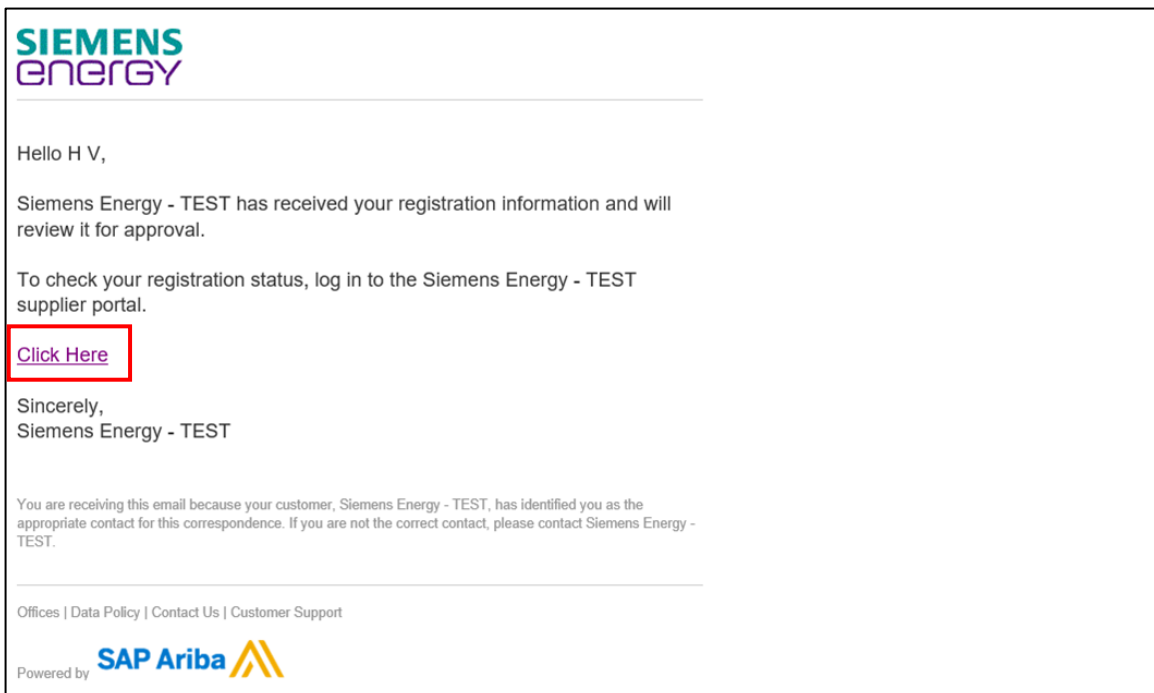 SIEMENS
energy
Hello H V,
Siemens Energy - TEST has received your registration information and will
review it for approval.
To check your registration status, log in to the Siemens Energy - TEST
supplier portal.
Click Here
Sincerely,
Siemens Energy - TEST
You are receiving this email because your customer, Siemens Energy - TEST, has identified you as the
appropriate contact for this correspondence. If you are not the correct contact, please contact Siemens Energy -
TEST.
Offices | Data Policy | Contact Us | Customer Support
Powered by SAP Ariba